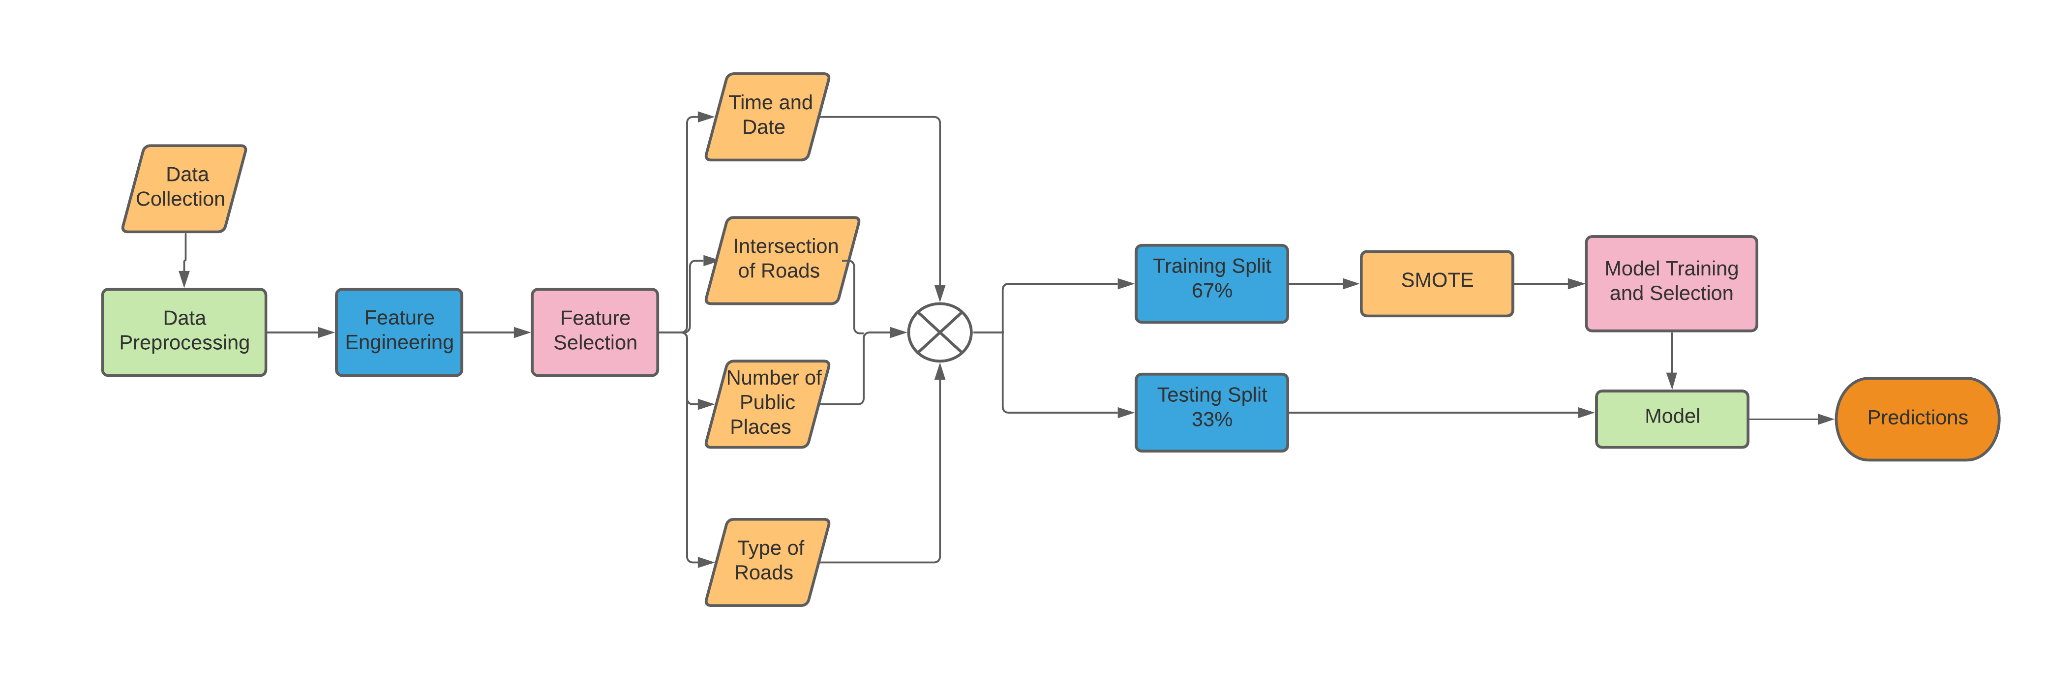 Data
Collection
Data
Preprocessing
Feature
Engineering
Feature
Selection
Time and
Date
Intersection
of Roads
Number of
Public
Places
Type of
Roads
Training Split
67%
Testing Split
33%
SMOTE
Model Training
and Selection
Model
Predictions